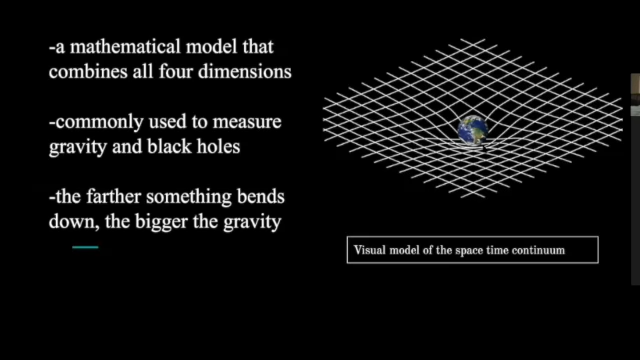 -a mathematical model that
combines all four dimensions
-commonly used to measure
gravity and black holes
-the farther something bends
down, the bigger the gravity
Visual model of the space time continuum